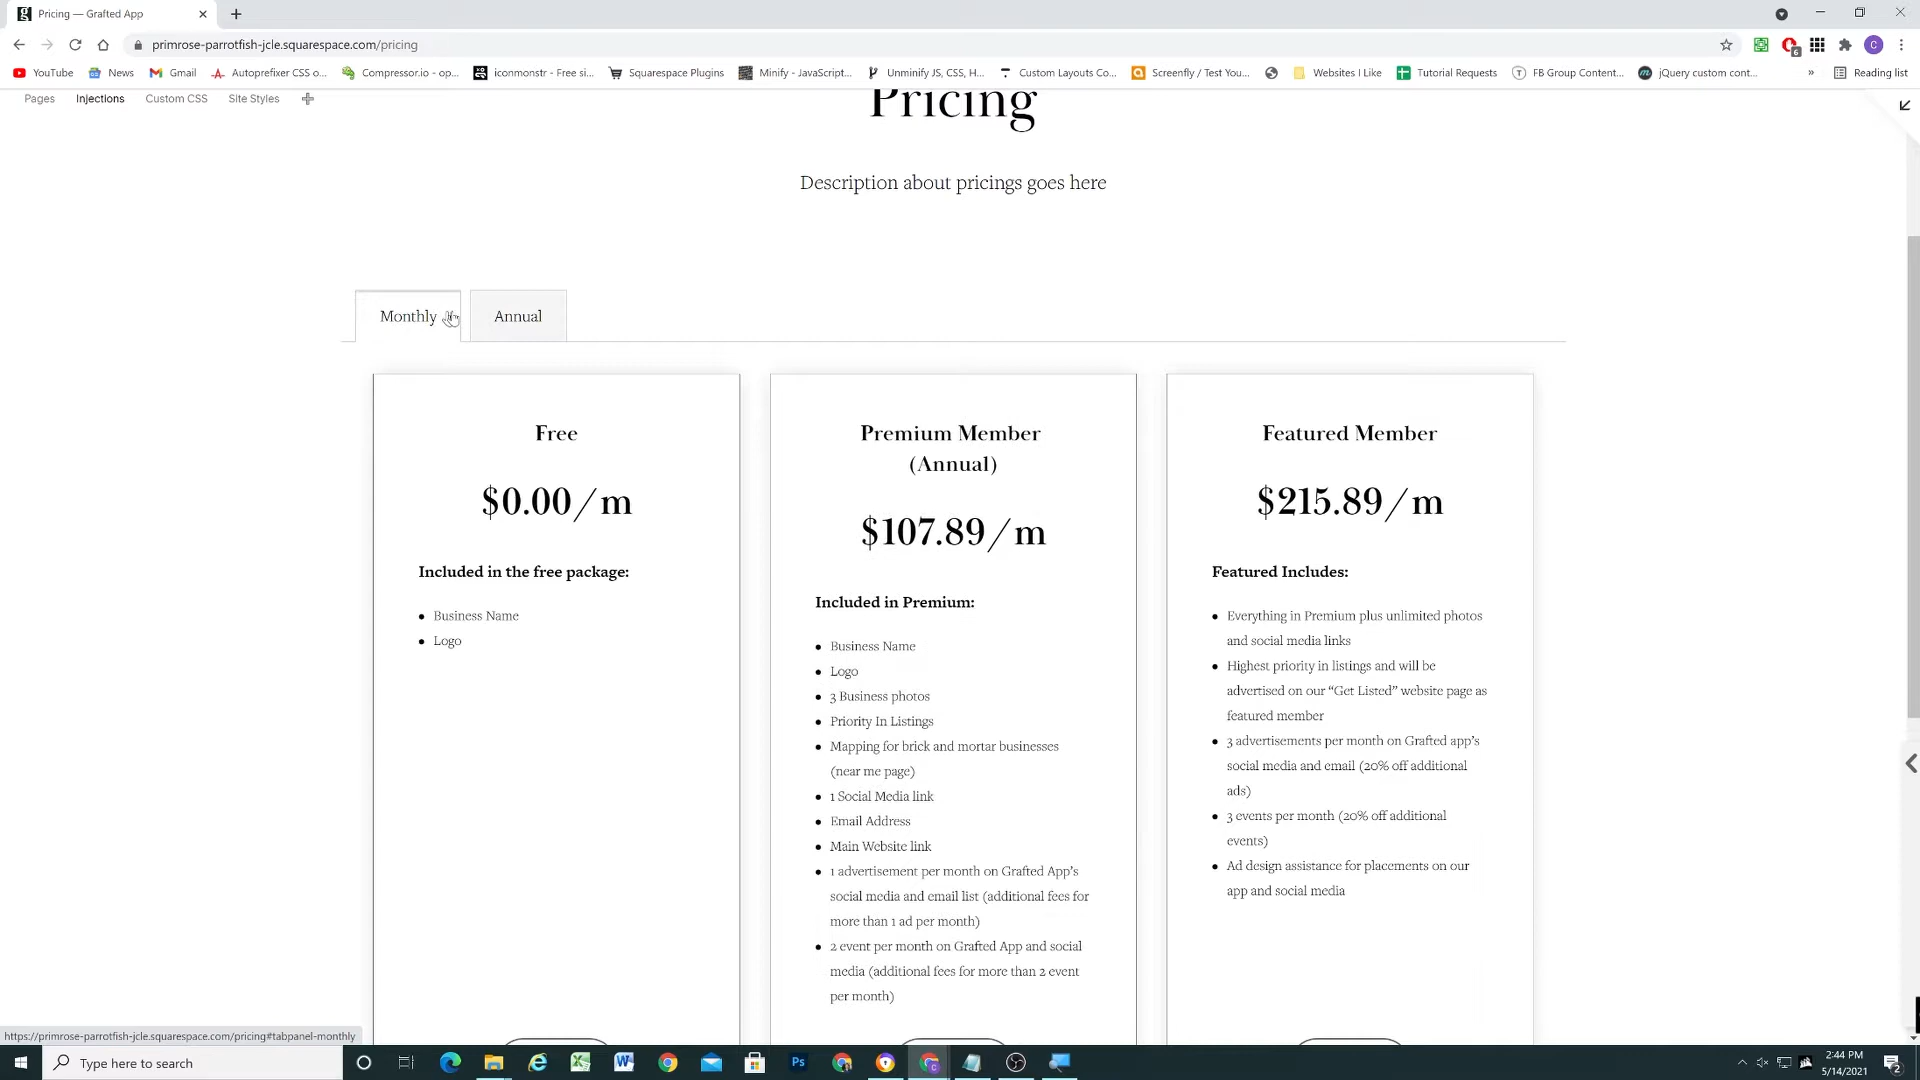 Pricing — Grafted App
primrose-parrotfish-jcle.squarespace.com/pricing
6
C
YouTube
News
Gmail
Autoprefixer CSS o...
Compressor.io - op...
iconmonstr - Free si...
Squarespace Plugins
Minify - JavaScript...
Unminify JS, CSS, H...
Custom Layouts Co...
Screenfly / Test You...
Websites I Like
Tutorial Requests
FB Group Content...
jQuery custom cont...
»
Reading list
Pages
Injections
Custom CSS
Site Styles
Pricing
Description about pricings goes here
Monthly
Annual
Free
$0.00/m
Included in the free package:
• Business Name
• Logo
Premium Member
(Annual)
$107.89/m
Included in Premium:
• Business Name
• Logo
• 3 Business photos
• Priority In Listings
• Mapping for brick and mortar businesses
(near me page)
• 1 Social Media link
• Email Address
• Main Website link
• 1 advertisement per month on Grafted App's
social media and email list (additional fees for
more than 1 ad per month)
• 2 event per month on Grafted App and social
media (additional fees for more than 2 event
per month)
Featured Member
$215.89/m
Featured Includes:
• Everything in Premium plus unlimited photos
and social media links
• Highest priority in listings and will be
advertised on our “Get Listed” website page as
featured member
• 3 advertisements per month on Grafted app's
social media and email (20% off additional
ads)
• 3 events per month (20% off additional
events)
• Ad design assistance for placements on our
app and social media
https://primrose-parrotfish-jcle.squarespace.com/pricing#tabpanel-monthly
Type here to search
Ps
2:44 PM
5/14/2021
2